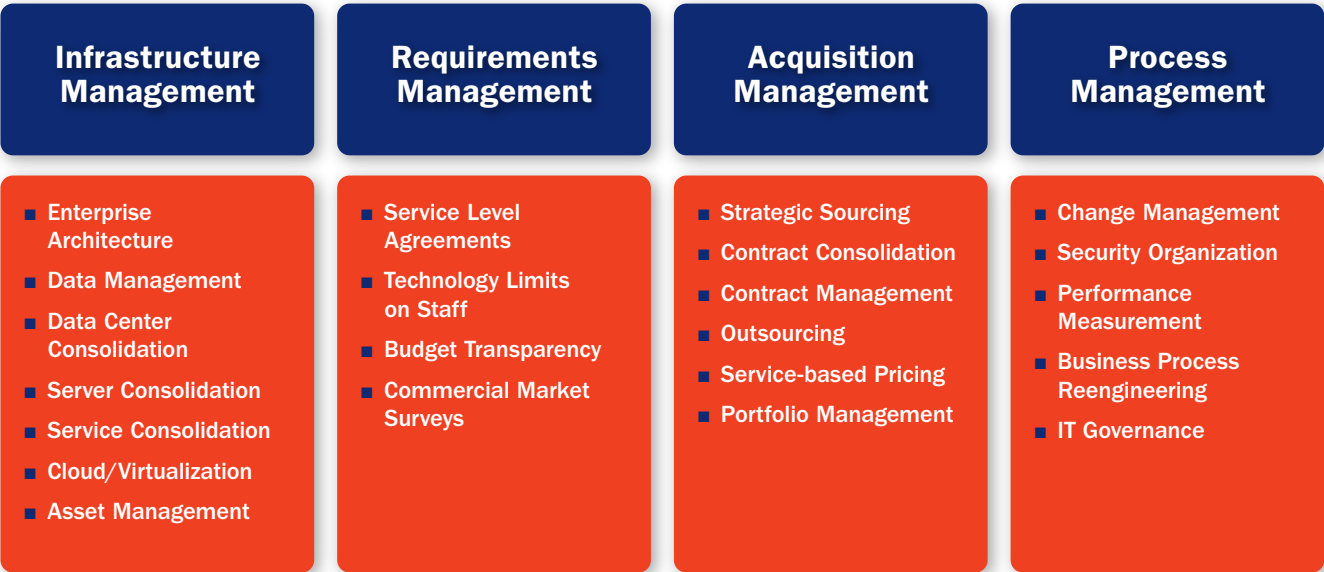 Infrastructure
Management
Requirements
Management
Acquisition
Management
Process
Management
■ Enterprise
Architecture
■ Data Management
■ Data Center
Consolidation
■ Server Consolidation
■ Service Consolidation
■ Cloud/Virtualization
■ Asset Management
■ Service Level
Agreements
■ Technology Limits
on Staff
■ Budget Transparency
■ Commercial Market
Surveys
■ Strategic Sourcing
■ Contract Consolidation
■ Contract Management
■ Outsourcing
■ Service-based Pricing
■ Portfolio Management
■ Change Management
■ Security Organization
■ Performance
Measurement
■ Business Process
Reengineering
■ IT Governance